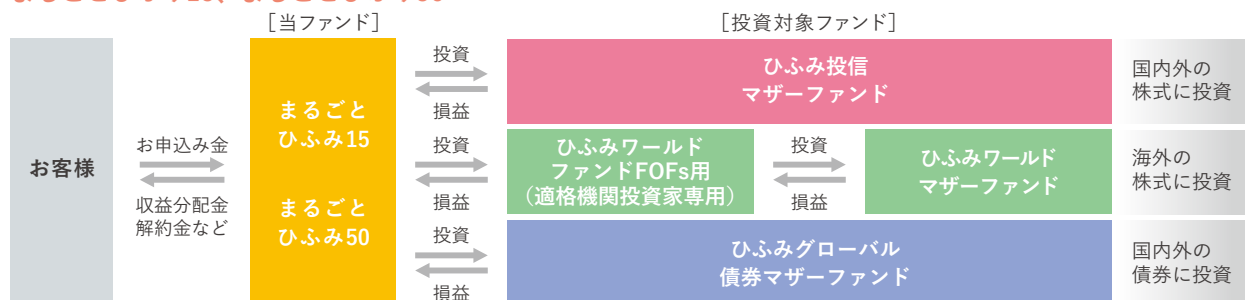 ［当ファンド］
［投資対象ファンド］
お客様
お申込み金
収益分配金
解約金など
まるごと
ひふみ15
まるごと
ひふみ50
投資
損益
ひふみ投信
マザーファンド
国内外の
株式に投資
投資
損益
ひふみワールド
ファンドFOFs用
（適格機関投資家専用）
投資
損益
ひふみワールド
マザーファンド
海外の
株式に投資
投資
損益
ひふみグローバル
債券マザーファンド
国内外の
債券に投資